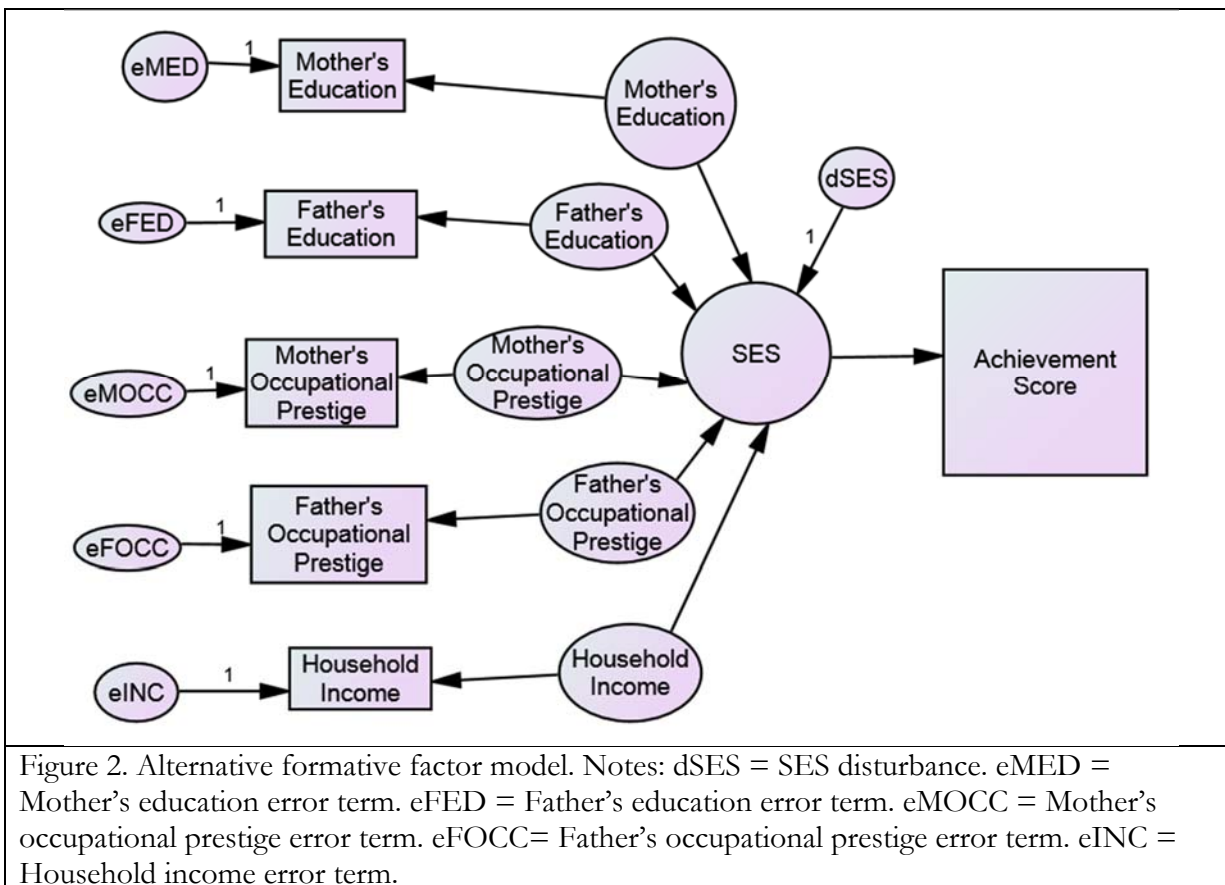 eMED
1
Mother's
Education
Mother's
Education
dSES
1
eFED
1
Father's
Education
Father's
Education
SES
Achievement
Score
eMOCC
1
Mother's
Occupational
Prestige
Mother's
Occupational
Prestige
eFOCC
1
Father's
Occupational
Prestige
Father's
Occupational
Prestige
eINC
1
Household
Income
Household
Income
Figure 2. Alternative formative factor model. Notes: dSES = SES disturbance. eMED =
Mother's education error term. eFED = Father's education error term. eMOCC = Mother's
occupational prestige error term. eFOCC= Father's occupational prestige error term. eINC =
Household income error term.